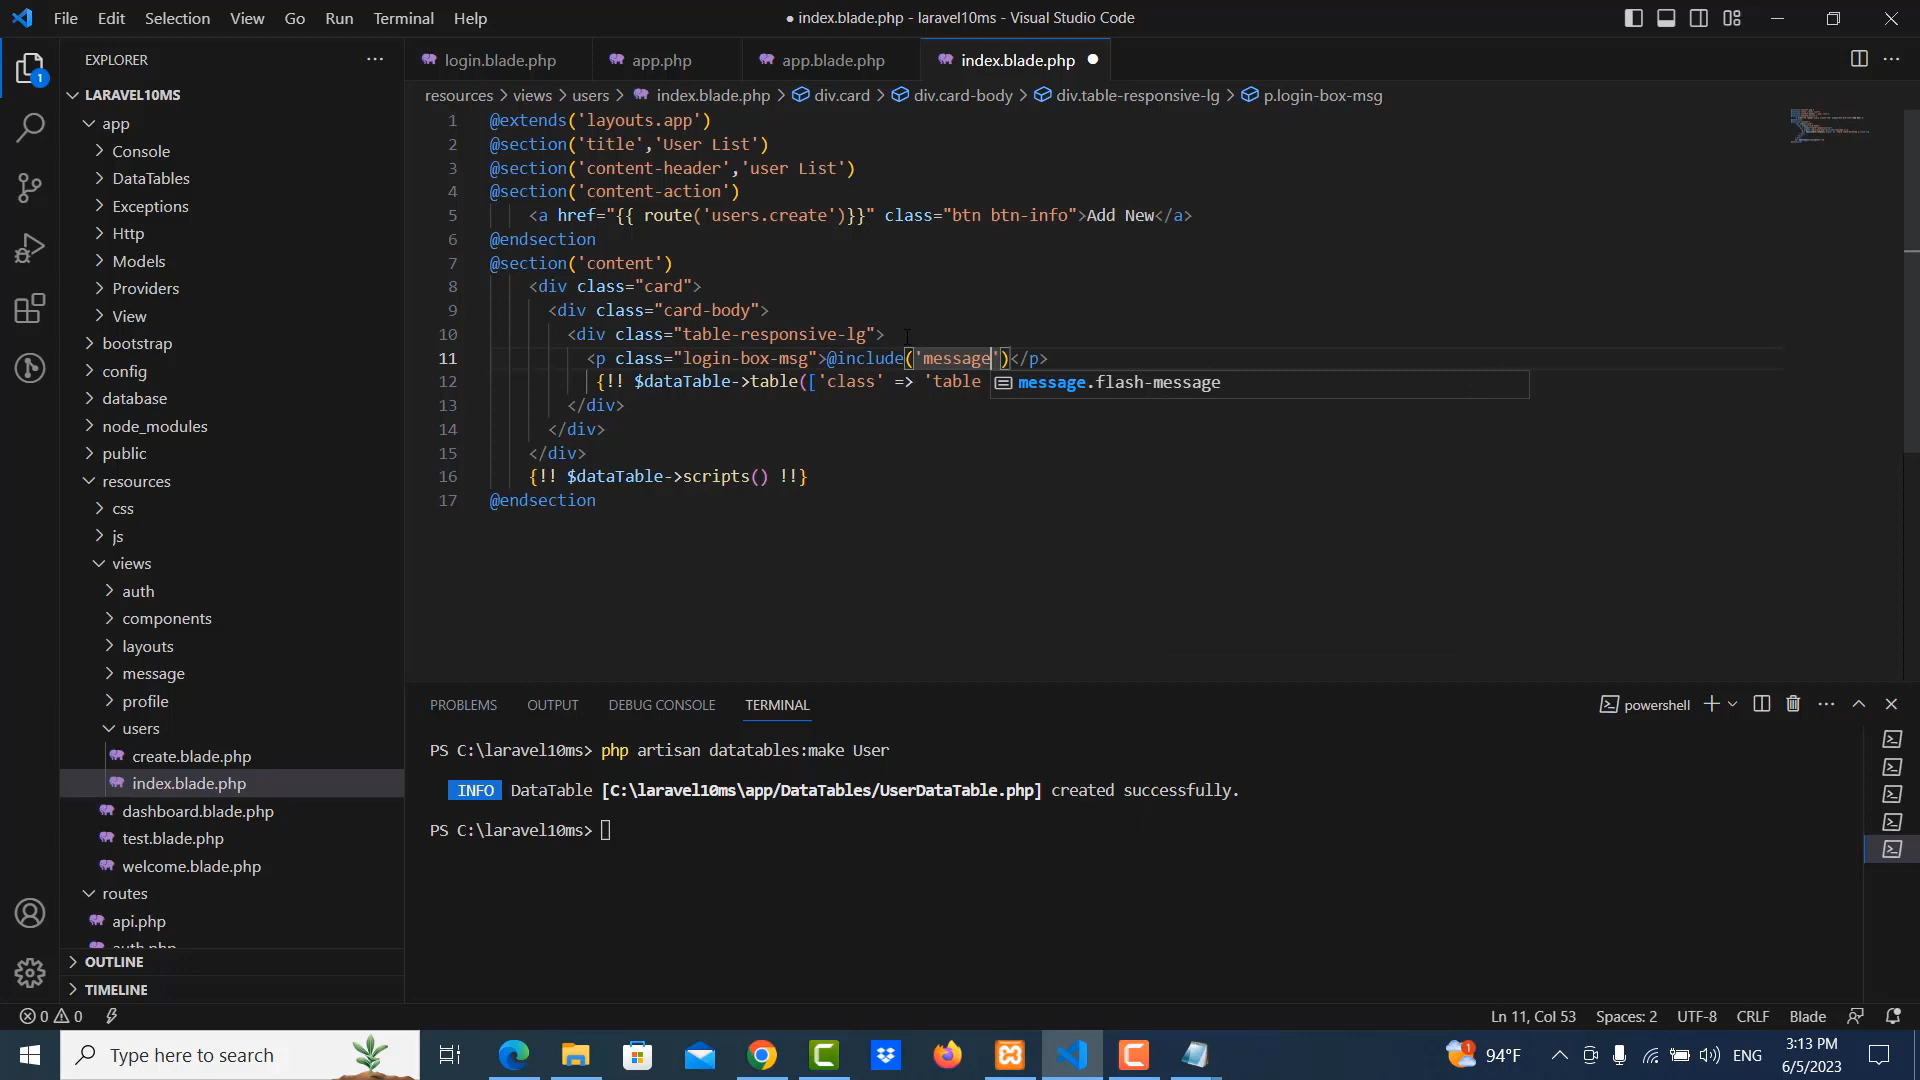 File Edit Selection View Go Run Terminal Help
● index.blade.php - laravel10ms - Visual Studio Code
EXPLORER
login.blade.php app.php app.blade.php index.blade.php ●
resources > views > users > index.blade.php > div.card > div.card-body > div.table-responsive-lg > p.login-box-msg
1
LARAVEL10MS
app
Console
DataTables
Exceptions
Http
Models
Providers
View
bootstrap
config
database
node_modules
public
resources
css
js
views
auth
components
layouts
message
profile
users
create.blade.php
index.blade.php
dashboard.blade.php
test.blade.php
welcome.blade.php
routes
api.php
auth.php
OUTLINE
TIMELINE
1 @extends('layouts.app')
2 @section('title','User List')
3 @section('content-header','user List')
4 @section('content-action')
5 <a href="{{ route('users.create')}}" class="btn btn-info">Add New</a>
6 @endsection
7 @section('content')
8 <div class="card">
9 <div class="card-body">
10 <div class="table-responsive-lg">
11 <p class="login-box-msg">@include('message')</p>
12 {!! $dataTable->table(['class' => 'table
message.flash-message
13 </div>
14 </div>
15 </div>
16 {!! $dataTable->scripts() !!}
17 @endsection
PROBLEMS OUTPUT DEBUG CONSOLE TERMINAL
powershell
PS C:\laravel10ms> php artisan datatables:make User
INFO DataTable [C:\laravel10ms\app/DataTables/UserDataTable.php] created successfully.
PS C:\laravel10ms>
0 0
Ln 11, Col 53 Spaces: 2 UTF-8 CRLF Blade
Type here to search
94°F
ENG
3:13 PM
6/5/2023